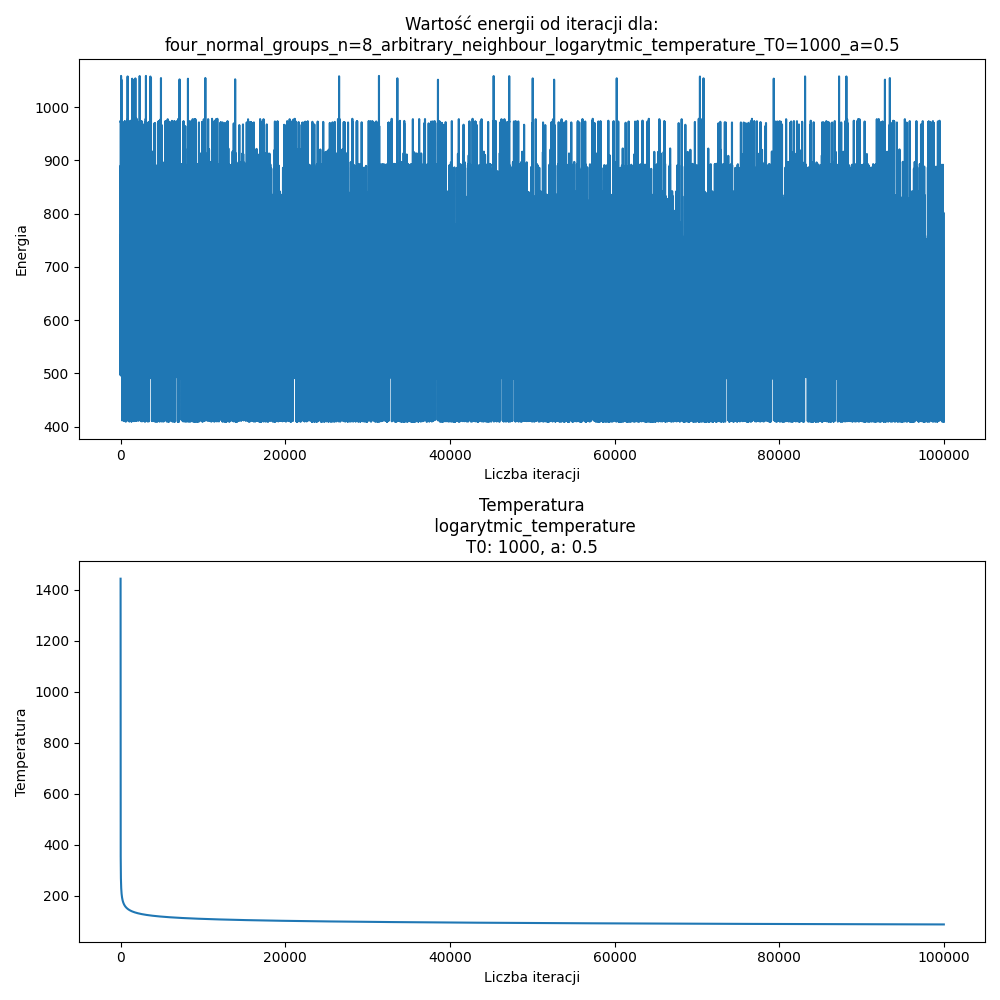 Wartość energii od iteracji dla:
four_normal_groups_n=8_arbitrary_neighbour_logarytmic_temperature_T0=1000_a=0.5
1000
900
800
700
600
500
400
Energia
0 20000 40000 60000 80000 100000
Liczba iteracji
Temperatura
logarytmic_temperature
T0: 1000, a: 0.5
1400
1200
1000
800
600
400
200
Temperatura
0 20000 40000 60000 80000 100000
Liczba iteracji